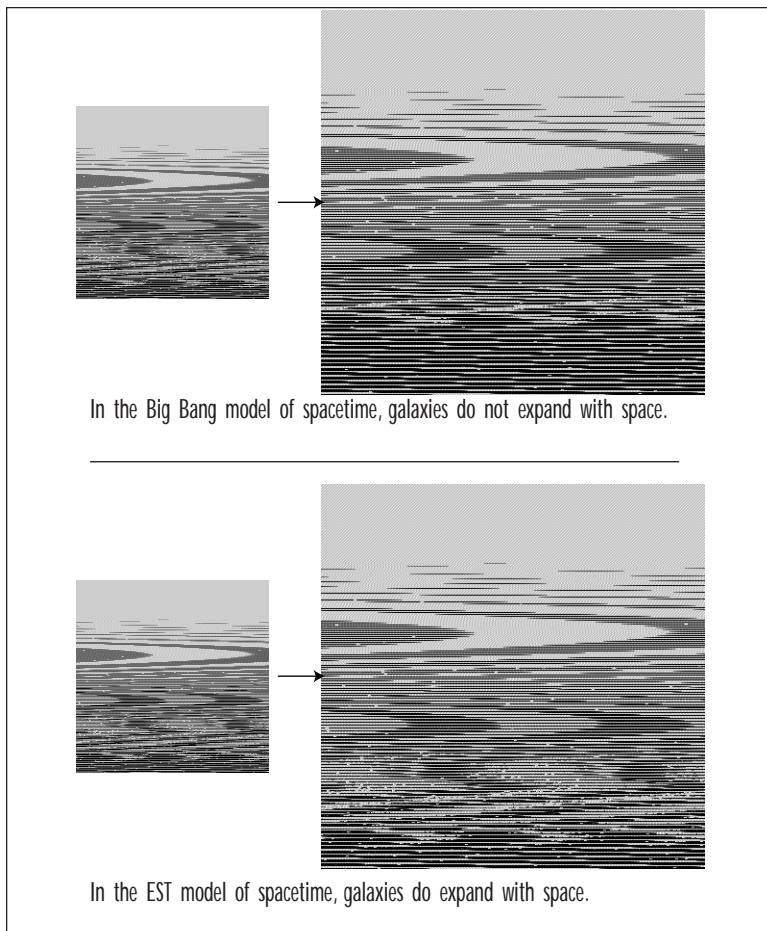 In the Big Bang model of spacetime, galaxies do not expand with space.
In the EST model of spacetime, galaxies do expand with space.